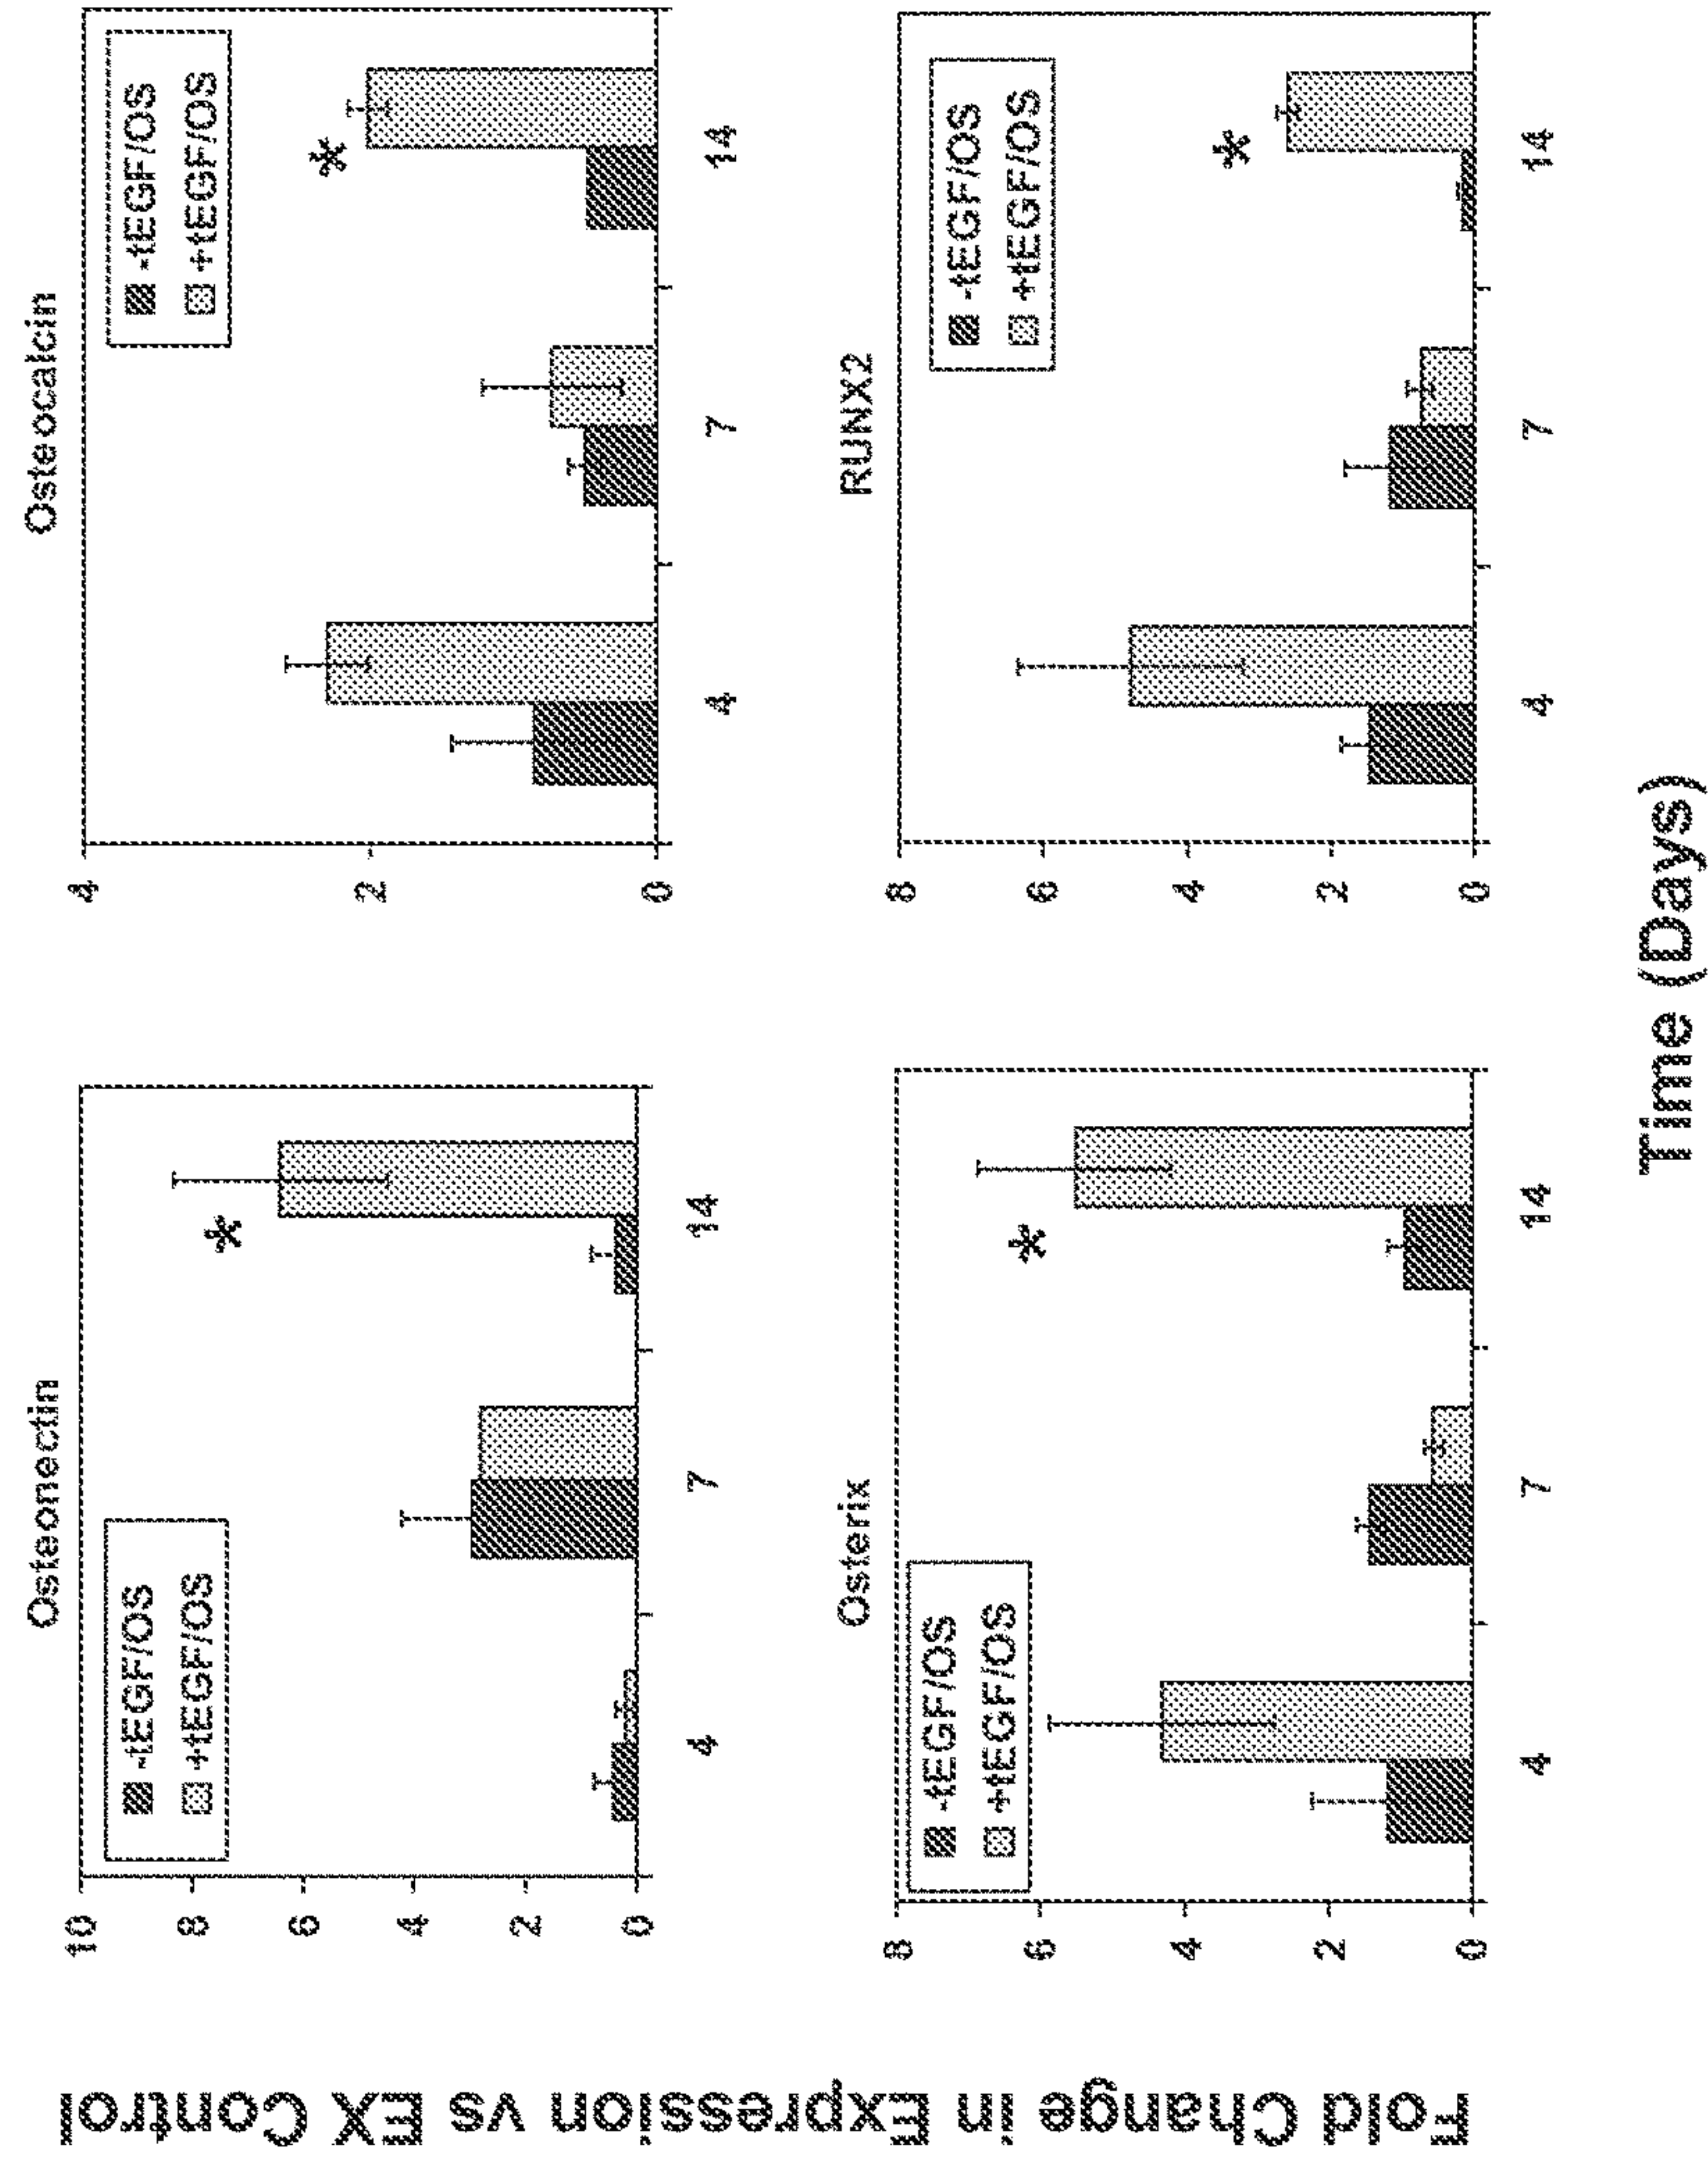 Fold Change in EXpression vs EX Control
Osteonectin
10
8
6
4
2
0
-tEGF/OS
+tEGF/OS
*
4
7
14
Osteocalcin
4
2
0
-tEGF/OS
+tEGF/OS
*
4
7
14
Osterix
8
6
4
2
0
-tEGF/OS
+tEGF/OS
*
4
7
14
RUNX2
8
6
4
2
0
-tEGF/OS
+tEGF/OS
*
4
7
14
Time (Days)